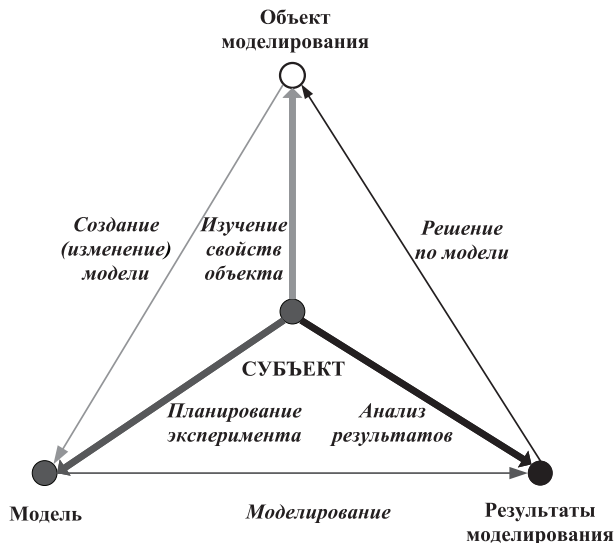 Объект
моделирования
Создание
(изменение)
модели
Изучение
свойств
объекта
Решение
по модели
СУБЪЕКТ
Планирование
эксперимента
Анализ
результатов
Модель
Моделирование
Результаты
моделирования